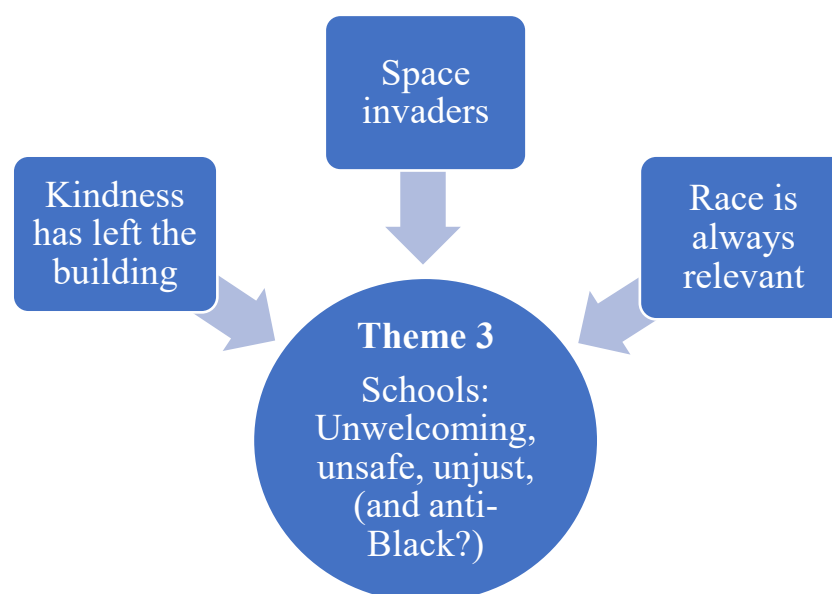 Space
invaders
Kindness
has left the
building
Race is
always
relevant
Theme 3
Schools:
Unwelcoming,
unsafe, unjust,
(and anti-
Black?)